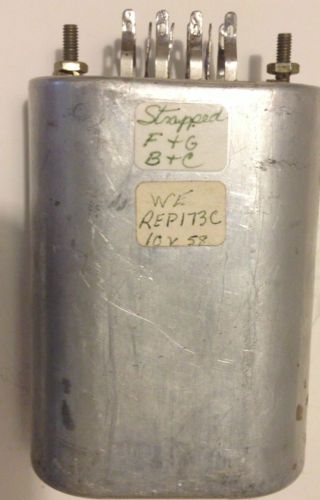 Strapped
F + G
B + C
WE
REP173C
10 x 58